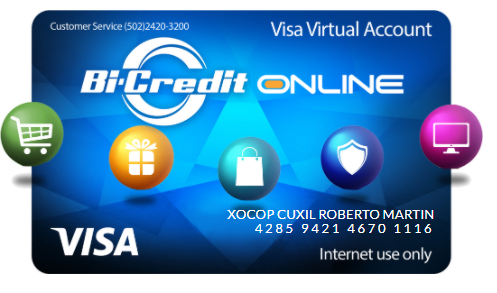 Customer Service (502)2420-3200
Visa Virtual Account
Bi-Credit ONLINE
XOCOP CUXIL ROBERTO MARTIN
4285 9421 4670 1116
VISA
Internet use only